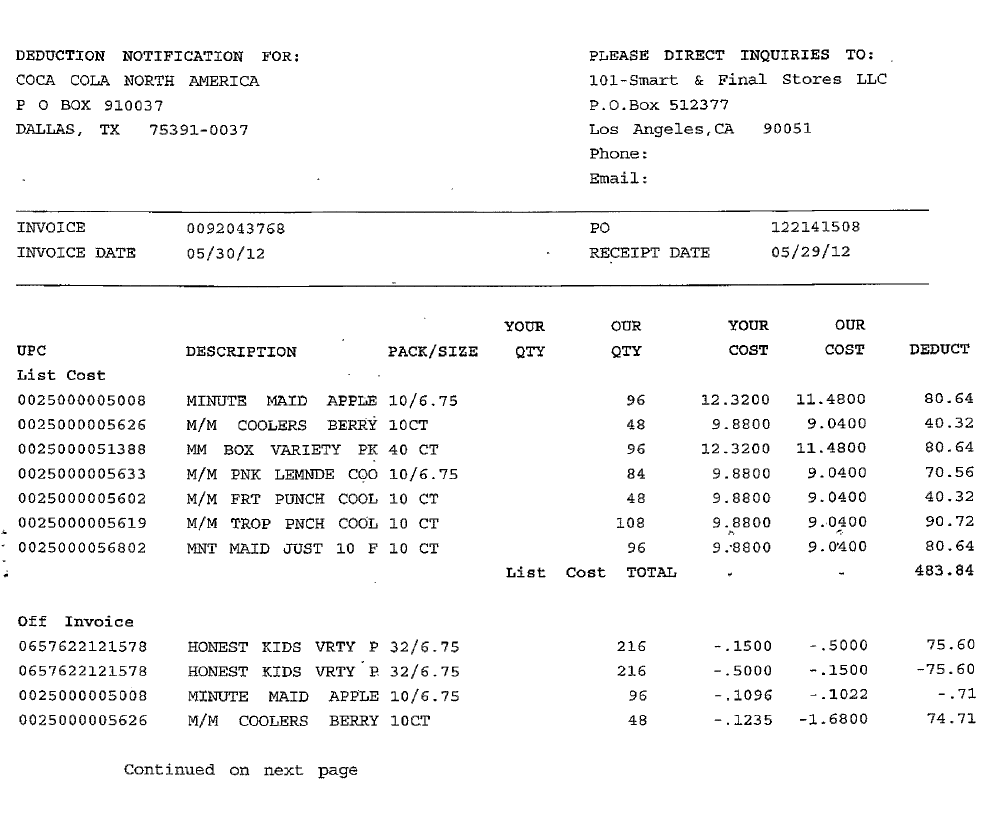 DEDUCTION NOTIFICATION FOR: PLEASE DIRECT INQUIRIES TO:
COCA COLA NORTH AMERICA 101-Smart & Final Stores LLC
P O BOX 910037 P.O.Box 512377
DALLAS, TX 75391-0037 Los Angeles,CA 90051
Phone:
Email:
INVOICE 0092043768 PO 122141508
INVOICE DATE 05/30/12 RECEIPT DATE 05/29/12
YOUR OUR YOUR OUR
UPC DESCRIPTION PACK/SIZE QTY QTY COST COST DEDUCT
List Cost
0025000005008 MINUTE MAID APPLE 10/6.75 96 12.3200 11.4800 80.64
0025000005626 M/M COOLERS BERRY 10CT 48 9.8800 9.0400 40.32
0025000051388 MM BOX VARIETY PK 40 CT 96 12.3200 11.4800 80.64
0025000005633 M/M PNK LEMNDE COO 10/6.75 84 9.8800 9.0400 70.56
0025000005602 M/M FRT PUNCH COOL 10 CT 48 9.8800 9.0400 40.32
0025000005619 M/M TROP PNCH COOL 10 CT 108 9.8800 9.0400 90.72
0025000056802 MNT MAID JUST 10 F 10 CT 96 9.8800 9.0400 80.64
List Cost TOTAL - - 483.84
Off Invoice
0657622121578 HONEST KIDS VRTY P 32/6.75 216 -.1500 -.5000 75.60
0657622121578 HONEST KIDS VRTY P 32/6.75 216 -.5000 -.1500 -75.60
0025000005008 MINUTE MAID APPLE 10/6.75 96 -.1096 -.1022 -.71
0025000005626 M/M COOLERS BERRY 10CT 48 -.1235 -1.6800 74.71
Continued on next page